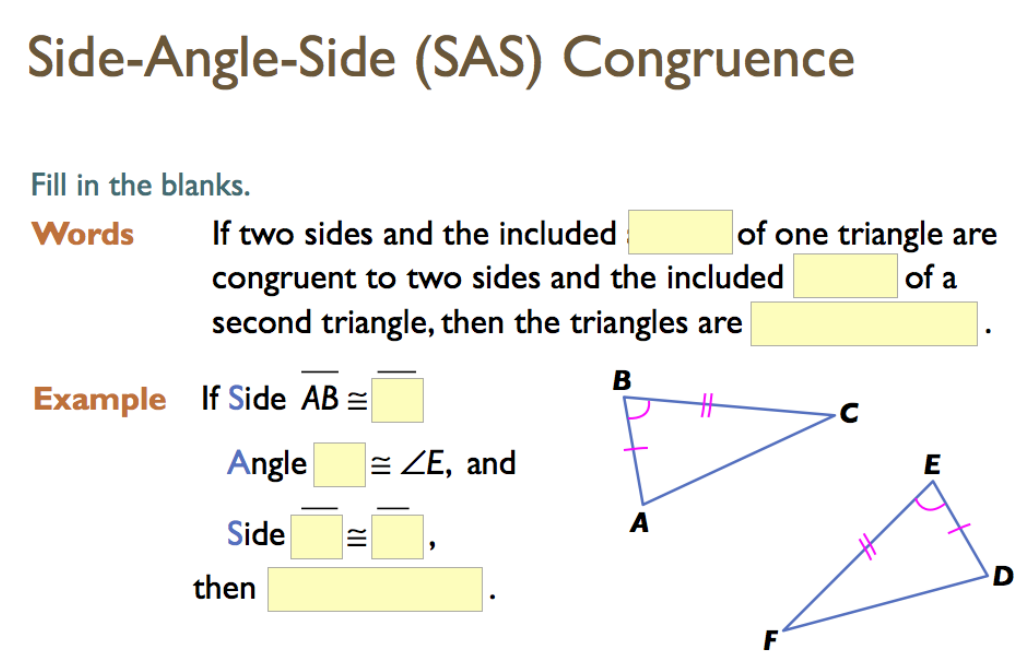 Side-Angle-Side (SAS) Congruence
Fill in the blanks.
Words If two sides and the included of one triangle are
congruent to two sides and the included of a
second triangle, then the triangles are .
Example If Side AB ≅
Angle ≅ ∠E, and
Side ≅ ,
then .
B
C
A
E
D
F